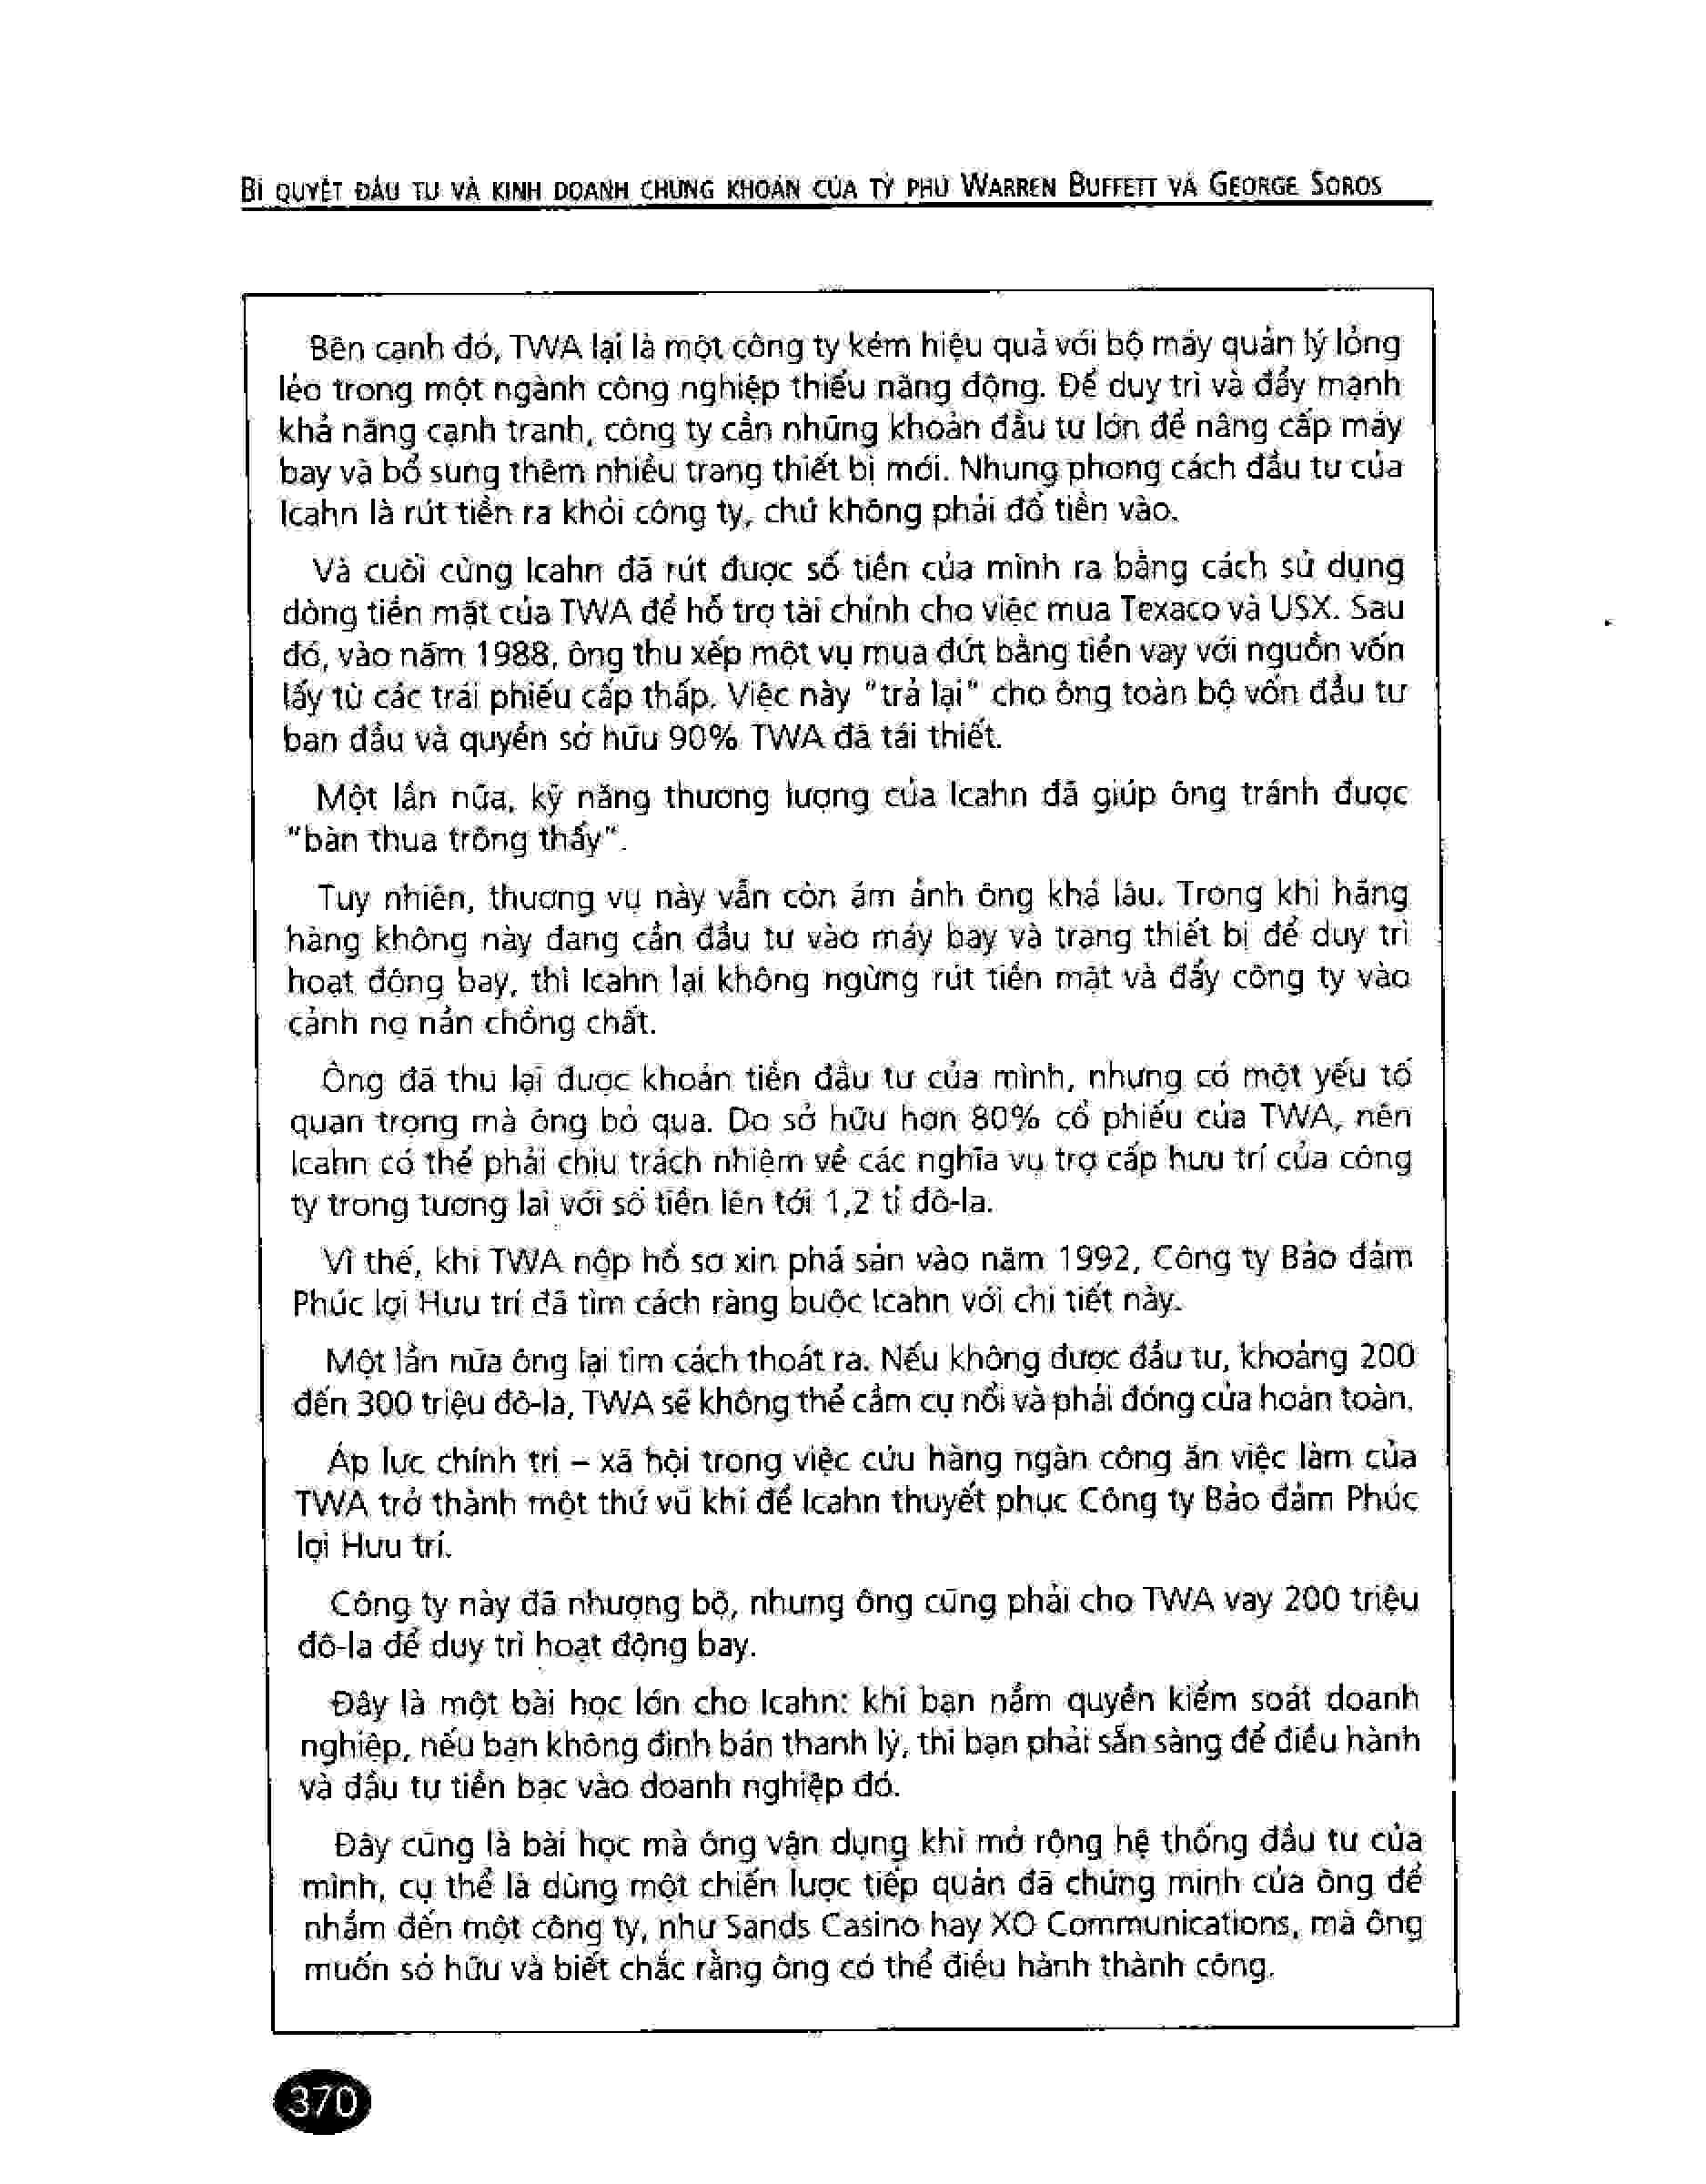 BÍ QUYẾT ĐẦU TƯ VÀ KINH DOANH CHỨNG KHOÁN CỦA TỶ PHÚ WARREN BUFFETT VÀ GEORGE SOROS
Bên cạnh đó, TWA lại là một công ty kém hiệu quả với bộ máy quản lý lỏng
lẻo trong một ngành công nghiệp thiếu năng động. Để duy trì và đẩy mạnh
khả năng cạnh tranh, công ty cần những khoản đầu tư lớn để nâng cấp máy
bay và bổ sung thêm nhiều trang thiết bị mới. Nhưng phong cách đầu tư của
Icahn là rút tiền ra khỏi công ty, chứ không phải đổ tiền vào.
Và cuối cùng Icahn đã rút được số tiền của mình ra bằng cách sử dụng
dòng tiền mặt của TWA để hỗ trợ tài chính cho việc mua Texaco và USX. Sau
đó, vào năm 1988, ông thu xếp một vụ mua đứt bằng tiền vay với nguồn vốn
lấy từ các trái phiếu cấp thấp. Việc này "trả lại" cho ông toàn bộ vốn đầu tư
ban đầu và quyền sở hữu 90% TWA đã tái thiết.
Một lần nữa, kỹ năng thương lượng của Icahn đã giúp ông tránh được
"bàn thua trông thấy".
Tuy nhiên, thương vụ này vẫn còn ám ảnh ông khá lâu. Trong khi hãng
hàng không này đang cần đầu tư vào máy bay và trang thiết bị để duy trì
hoạt động bay, thì Icahn lại không ngừng rút tiền mặt và đẩy công ty vào
cảnh nợ nần chồng chất.
Ông đã thu lại được khoản tiền đầu tư của mình, nhưng có một yếu tố
quan trọng mà ông bỏ qua. Do sở hữu hơn 80% cổ phiếu của TWA, nên
Icahn có thể phải chịu trách nhiệm về các nghĩa vụ trợ cấp hưu trí của công
ty trong tương lai với số tiền lên tới 1,2 tỉ đô-la.
Vì thế, khi TWA nộp hồ sơ xin phá sản vào năm 1992, Công ty Bảo đảm
Phúc lợi Hưu trí đã tìm cách ràng buộc Icahn với chi tiết này.
Một lần nữa ông lại tìm cách thoát ra. Nếu không được đầu tư, khoảng 200
đến 300 triệu đô-la, TWA sẽ không thể cầm cự nổi và phải đóng cửa hoàn toàn.
Áp lực chính trị – xã hội trong việc cứu hàng ngàn công ăn việc làm của
TWA trở thành một thứ vũ khí để Icahn thuyết phục Công ty Bảo đảm Phúc
lợi Hưu trí.
Công ty này đã nhượng bộ, nhưng ông cũng phải cho TWA vay 200 triệu
đô-la để duy trì hoạt động bay.
Đây là một bài học lớn cho Icahn: khi bạn nắm quyền kiểm soát doanh
nghiệp, nếu bạn không định bán thanh lý, thì bạn phải sẵn sàng để điều hành
và đầu tư tiền bạc vào doanh nghiệp đó.
Đây cũng là bài học mà ông vận dụng khi mở rộng hệ thống đầu tư của
mình, cụ thể là dùng một chiến lược tiếp quản đã chứng minh của ông để
nhắm đến một công ty, như Sands Casino hay XO Communications, mà ông
muốn sở hữu và biết chắc rằng ông có thể điều hành thành công.
370